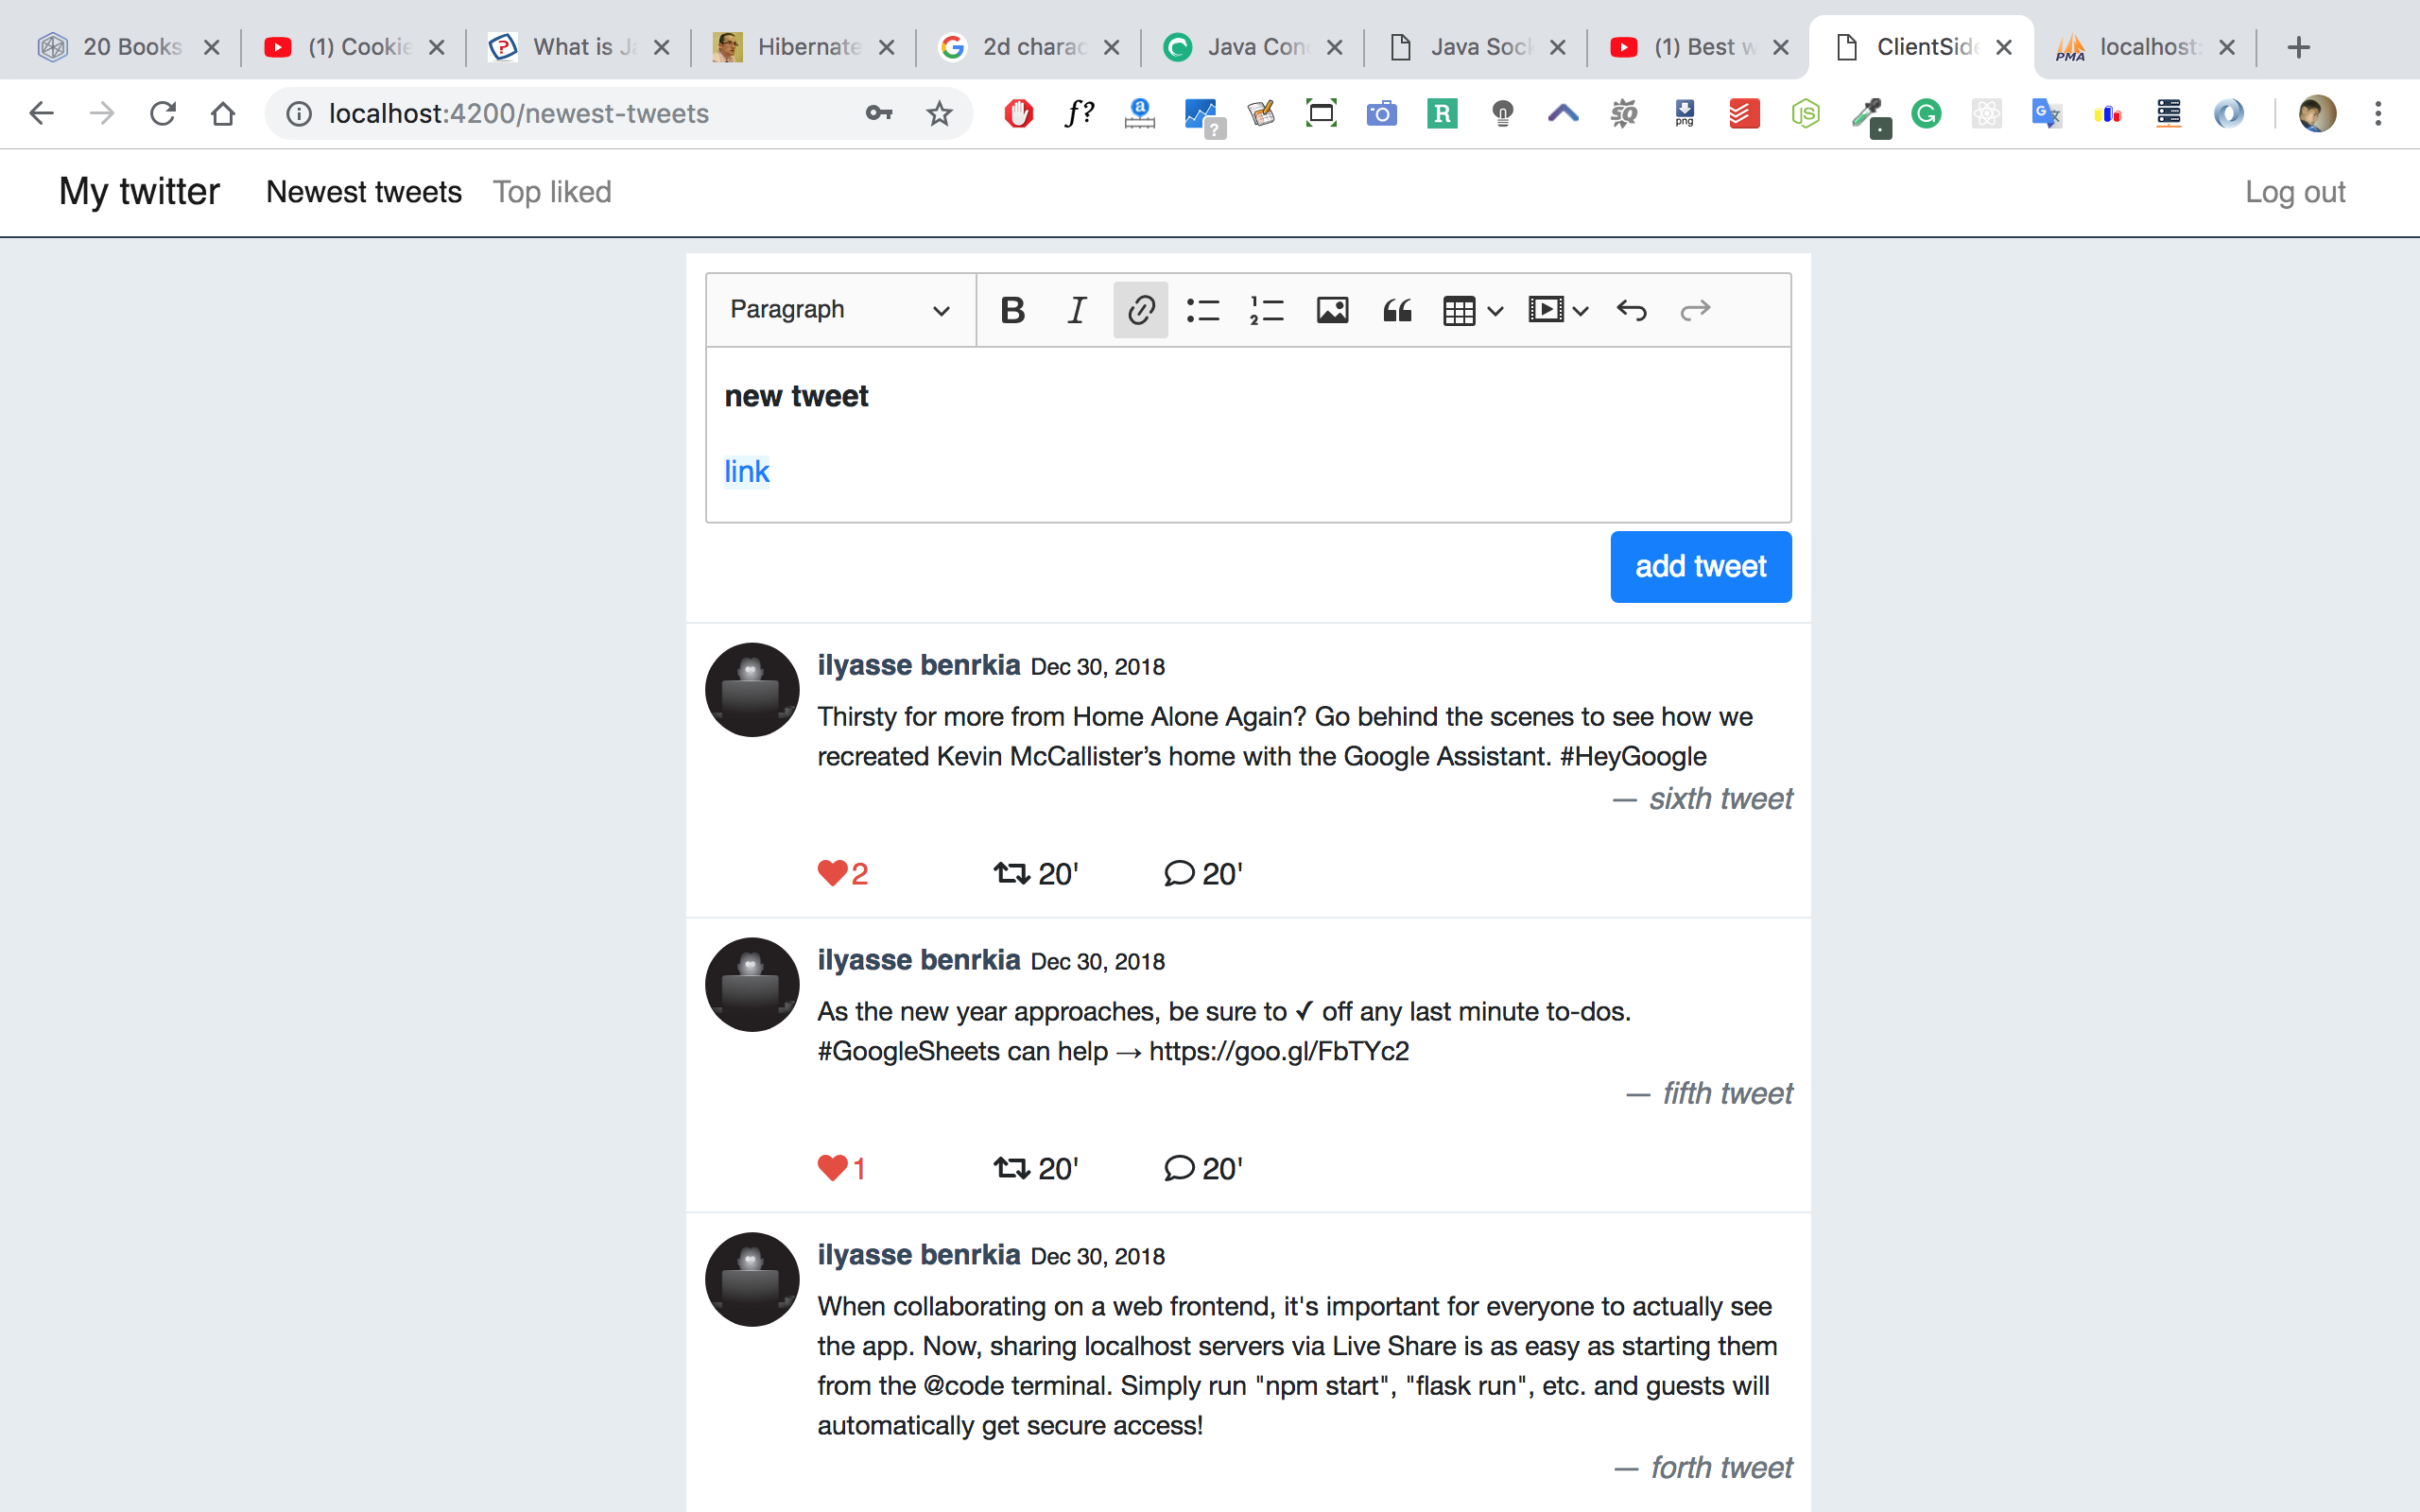 20 Books
(1) Cookie
What is Ja
Hibernate
2d charac
Java Con
Java Sock
(1) Best w
ClientSide
PMA
localhost:
localhost:4200/newest-tweets
My twitter
Newest tweets
Top liked
Log out
Paragraph
new tweet
link
add tweet
ilyasse benrkia Dec 30, 2018
Thirsty for more from Home Alone Again? Go behind the scenes to see how we
recreated Kevin McCallister’s home with the Google Assistant. #HeyGoogle
— sixth tweet
2 20' 20'
ilyasse benrkia Dec 30, 2018
As the new year approaches, be sure to ✓ off any last minute to-dos.
#GoogleSheets can help → https://goo.gl/FbTYc2
— fifth tweet
1 20' 20'
ilyasse benrkia Dec 30, 2018
When collaborating on a web frontend, it's important for everyone to actually see
the app. Now, sharing localhost servers via Live Share is as easy as starting them
from the @code terminal. Simply run "npm start", "flask run", etc. and guests will
automatically get secure access!
— forth tweet